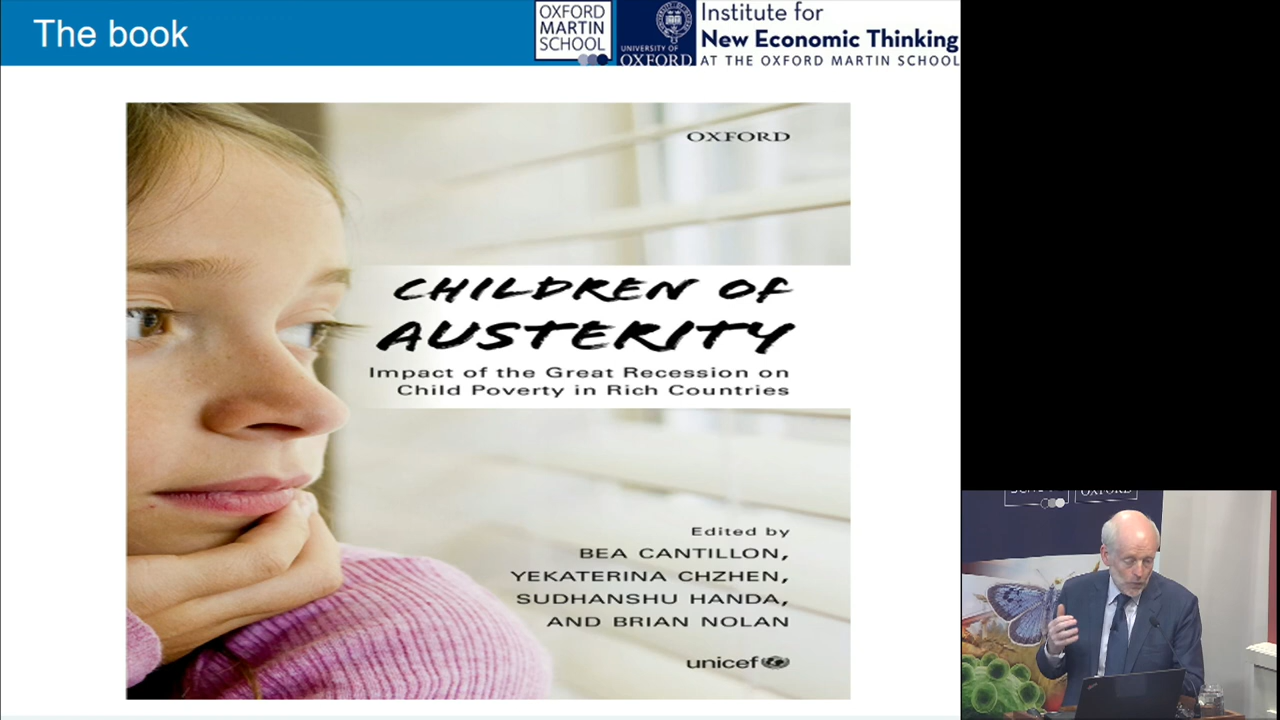 The book
OXFORD
MARTIN
SCHOOL
UNIVERSITY OF
OXFORD
Institute for
New Economic Thinking
AT THE OXFORD MARTIN SCHOOL
OXFORD
CHILDREN OF
AUSTERITY
Impact of the Great Recession on
Child Poverty in Rich Countries
Edited by
BEA CANTILLON,
YEKATERINA CHZHEN,
SUDHANSHU HANDA,
AND BRIAN NOLAN
unicef
OXFORD